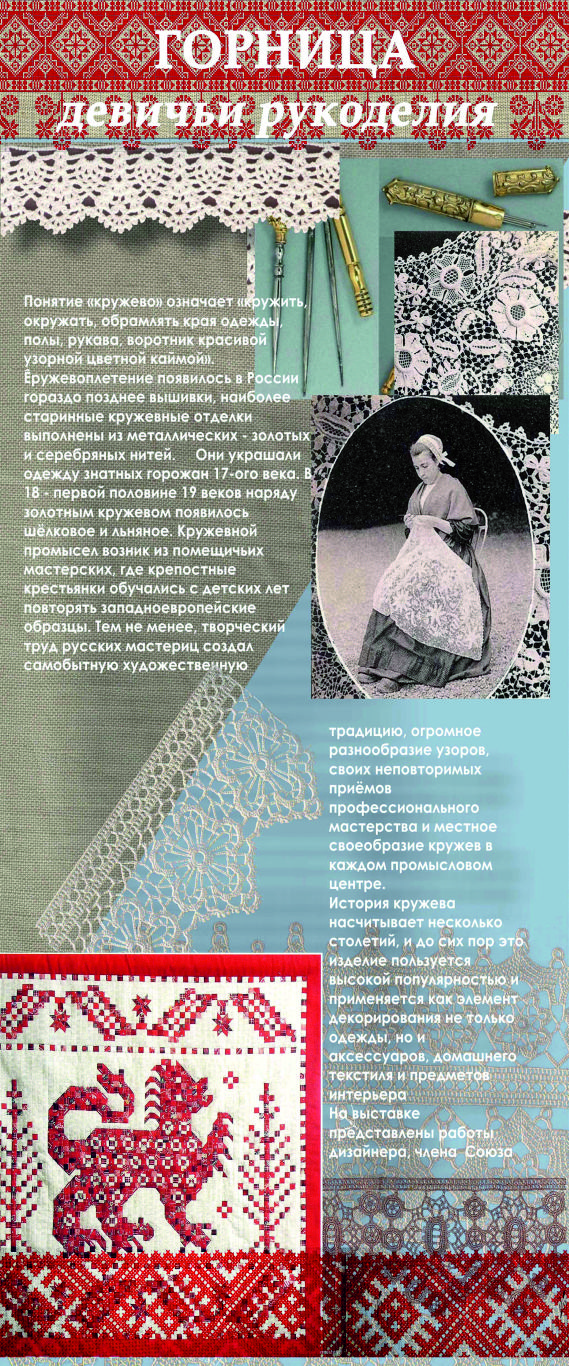 ГОРНИЦА
девичьи рукоделия
Понятие «кружево» означает «кружить,
окружать, обрамлять края одежды,
полы, рукава, воротник красивой
узорной цветной каймой».
Ёружевоплетение появилось в России
гораздо позднее вышивки, наиболее
старинные кружевные отделки
выполнены из металлических - золотых
и серебряных нитей. Они украшали
одежду знатных горожан 17-ого века. В
18 - первой половине 19 веков наряду
золотным кружевом появилось
шёлковое и льняное. Кружевной
промысел возник из помещичьих
мастерских, где крепостные
крестьянки обучались с детских лет
повторять западноевропейские
образцы. Тем не менее, творческий
труд русских мастериц создал
самобытную художественную
традицию, огромное
разнообразие узоров,
своих неповторимых
приёмов
профессионального
мастерства и местное
своеобразие кружев в
каждом промысловом
центре.
История кружева
насчитывает несколько
столетий, и до сих пор это
изделие пользуется
высокой популярностью и
применяется как элемент
декорирования не только
одежды, но и
аксессуаров, домашнего
текстиля и предметов
интерьера
На выставке
представлены работы
дизайнера, члена Союза